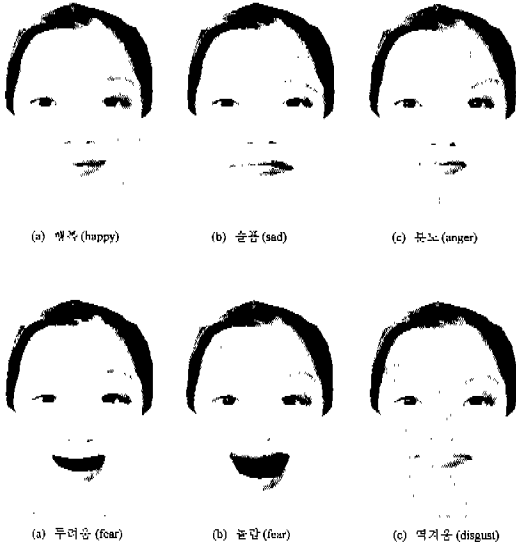 (a) 행복 (happy)
(b) 슬픔 (sad)
(c) 분노 (anger)
(a) 두려움 (fear)
(b) 놀람 (fear)
(c) 역겨움 (disgust)